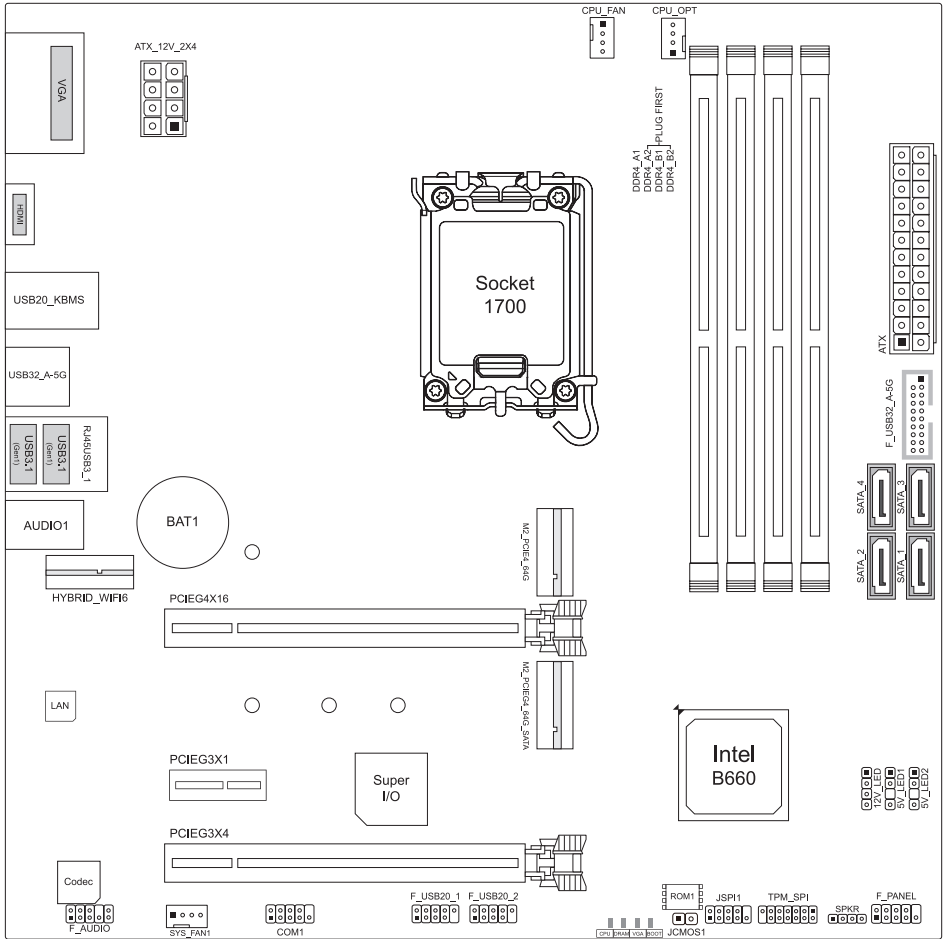 CPU_FAN
CPU_OPT
ATX_12V_2X4
VGA
DDR4_A1
DDR4_A2
DDR4_B1
DDR4_B2
PLUG FIRST
HDMI
USB20_KBMS
Socket
1700
ATX
USB32_A-5G
F_USB32_A-5G
USB3.1
(Gen1)
USB3.1
(Gen1)
RJ45USB3_1
SATA_4
SATA_3
AUDIO1
BAT1
M2_PCIE4_64G
SATA_2
SATA_1
HYBRID_WIFI6
PCIEG4X16
LAN
M2_PCIEG4_64G_SATA
Intel
B660
PCIEG3X1
Super
I/O
12V_LED
5V_LED1
5V_LED2
PCIEG3X4
Codec
F_AUDIO
SYS_FAN1
COM1
F_USB20_1
F_USB20_2
CPU
DRAM
VGA
BOOT
ROM1
JCMOS1
JSPI1
TPM_SPI
SPKR
F_PANEL